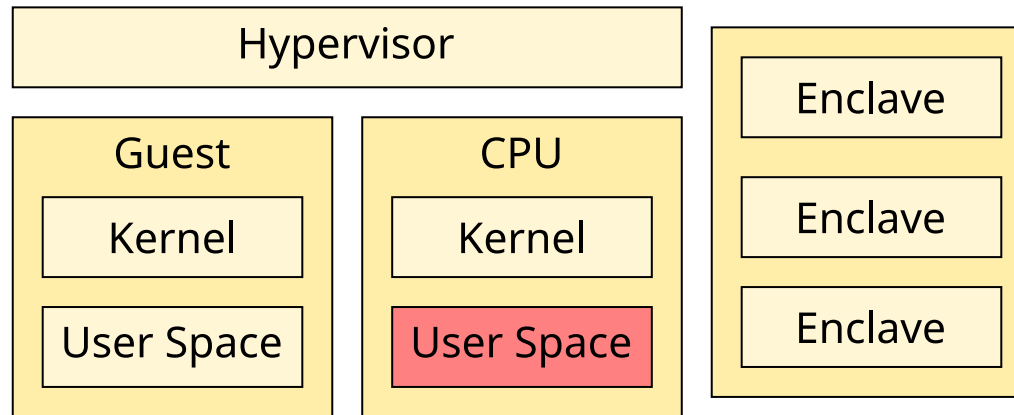 Hypervisor
Guest
Kernel
User Space
CPU
Kernel
User Space
Enclave
Enclave
Enclave